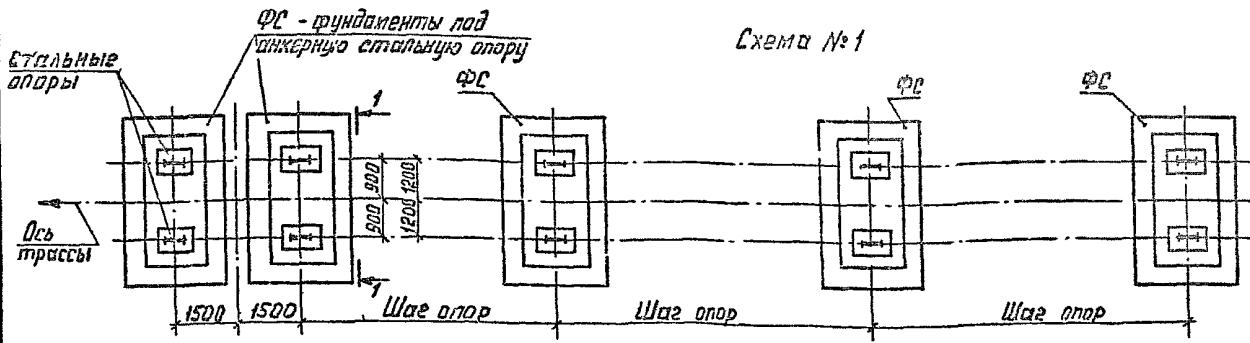 ФС - фундаменты под
анкерную стальную опору
Схема №1
Стальные
опоры
ФС
ФС
ФС
1
900 1200
900 1200
Ось
трассы
1
1500
1500
Шаг опор
Шаг опор
Шаг опор